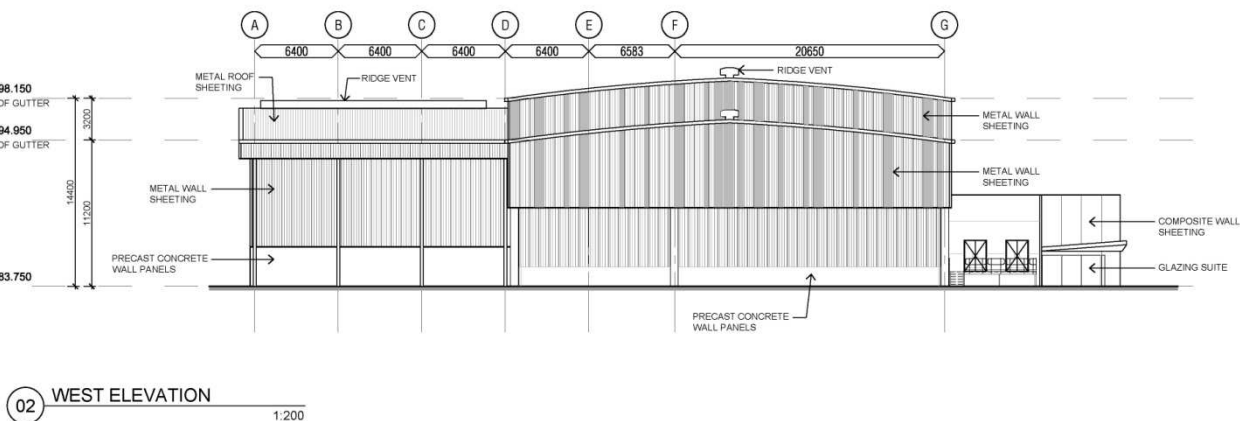 A B C D E F G
6400 6400 6400 6400 6583 20650
RIDGE VENT
METAL ROOF
SHEETING
RIDGE VENT
98.150
OF GUTTER
3200
METAL WALL
SHEETING
94.950
OF GUTTER
METAL WALL
SHEETING
14400
11200
METAL WALL
SHEETING
COMPOSITE WALL
SHEETING
PRECAST CONCRETE
WALL PANELS
GLAZING SUITE
83.750
PRECAST CONCRETE
WALL PANELS
02 WEST ELEVATION
1:200